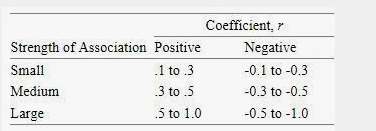 Coefficient, r
Strength of Association Positive Negative
Small .1 to .3 -0.1 to -0.3
Medium .3 to .5 -0.3 to -0.5
Large .5 to 1.0 -0.5 to -1.0